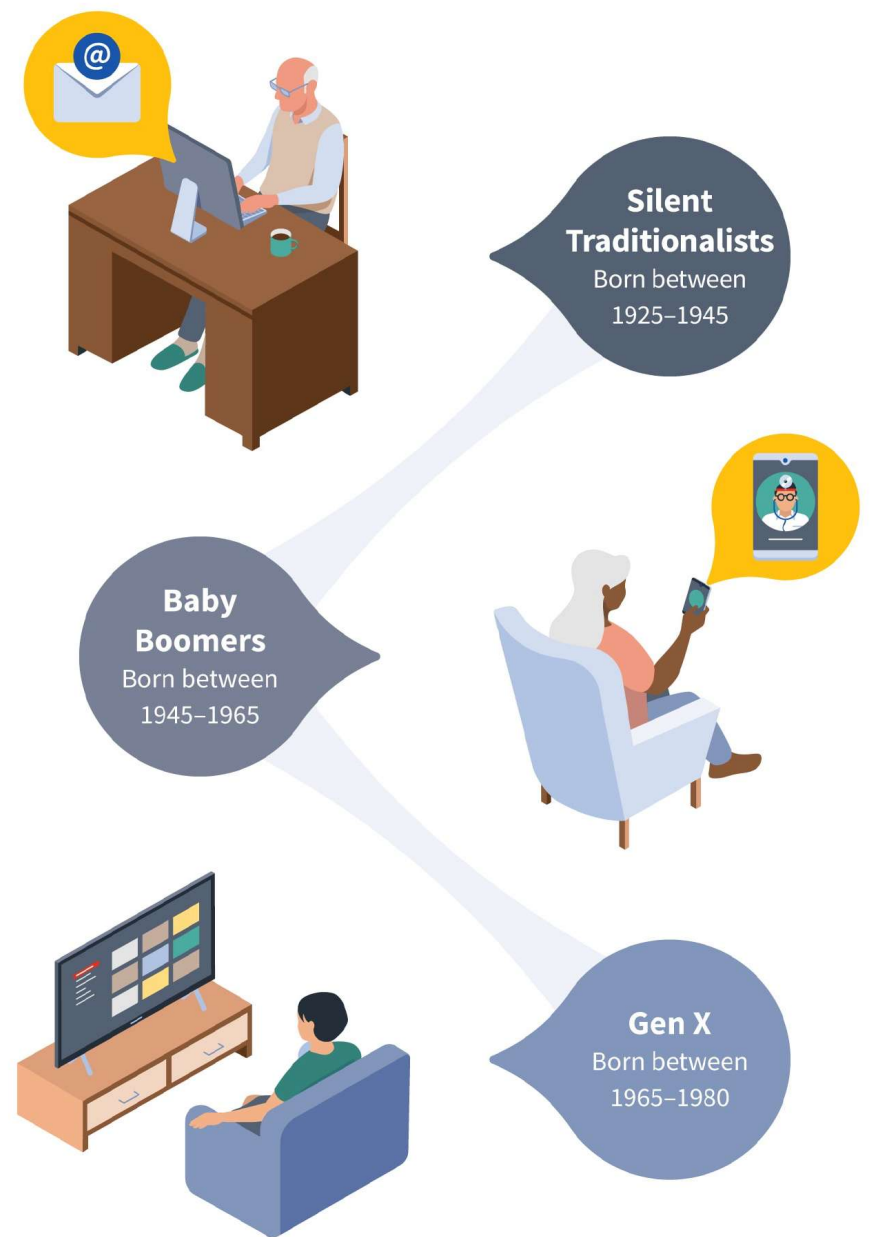 @
Silent
Traditionalists
Born between
1925–1945
Baby
Boomers
Born between
1945–1965
Gen X
Born between
1965–1980